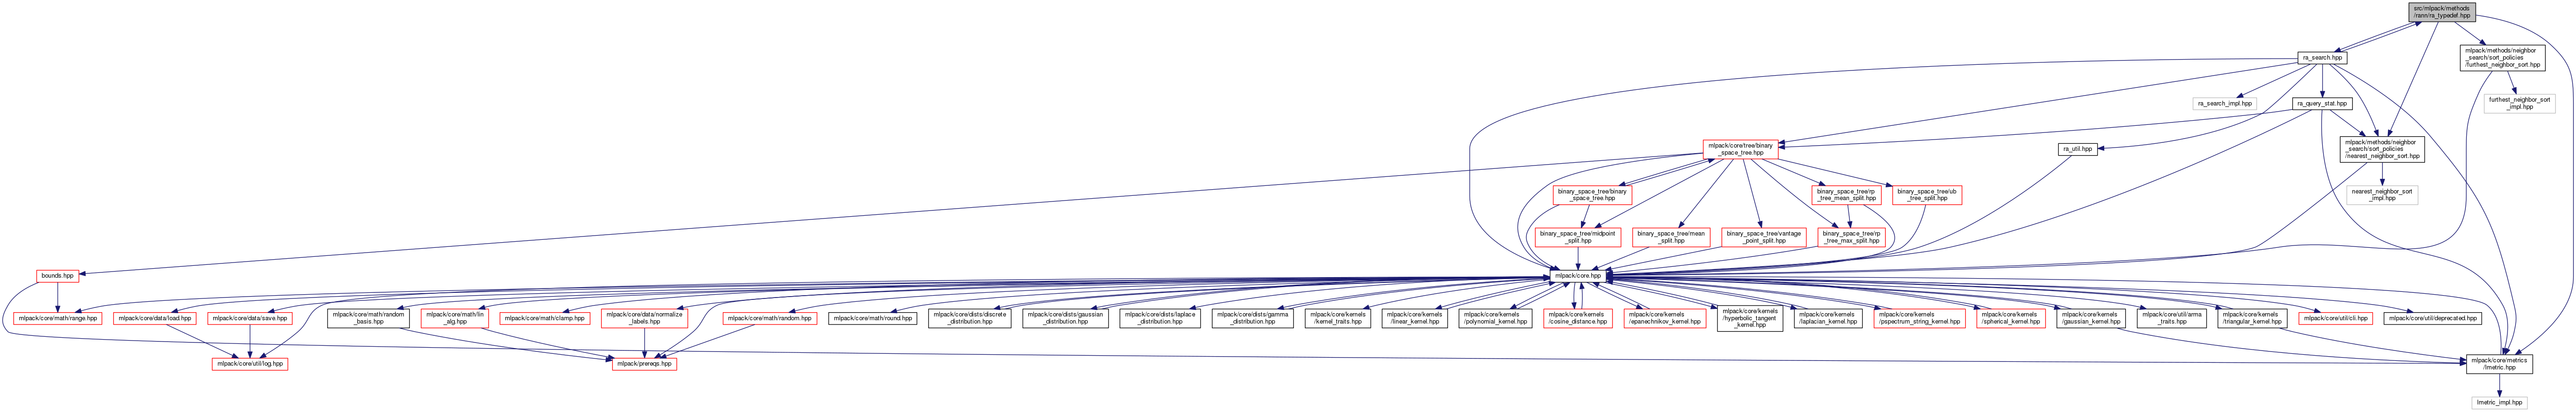 src/mlpack/methods
/rann/ra_typedef.hpp
ra_search.hpp
mlpack/methods/neighbor
_search/sort_policies
/furthest_neighbor_sort.hpp
ra_search_impl.hpp
ra_query_stat.hpp
furthest_neighbor_sort
_impl.hpp
mlpack/core/tree/binary
_space_tree.hpp
ra_util.hpp
mlpack/methods/neighbor
_search/sort_policies
/nearest_neighbor_sort.hpp
binary_space_tree/binary
_space_tree.hpp
binary_space_tree/rp
_tree_mean_split.hpp
binary_space_tree/ub
_tree_split.hpp
nearest_neighbor_sort
_impl.hpp
binary_space_tree/midpoint
_split.hpp
binary_space_tree/mean
_split.hpp
binary_space_tree/vantage
_point_split.hpp
binary_space_tree/rp
_tree_max_split.hpp
bounds.hpp
mlpack/core.hpp
mlpack/core/math/range.hpp
mlpack/core/data/load.hpp
mlpack/core/data/save.hpp
mlpack/core/math/random
_basis.hpp
mlpack/core/math/lin
_alg.hpp
mlpack/core/math/clamp.hpp
mlpack/core/data/normalize
_labels.hpp
mlpack/core/math/random.hpp
mlpack/core/math/round.hpp
mlpack/core/dists/discrete
_distribution.hpp
mlpack/core/dists/gaussian
_distribution.hpp
mlpack/core/dists/laplace
_distribution.hpp
mlpack/core/dists/gamma
_distribution.hpp
mlpack/core/kernels
/kernel_traits.hpp
mlpack/core/kernels
/linear_kernel.hpp
mlpack/core/kernels
/polynomial_kernel.hpp
mlpack/core/kernels
/cosine_distance.hpp
mlpack/core/kernels
/epanechnikov_kernel.hpp
mlpack/core/kernels
/hyperbolic_tangent
_kernel.hpp
mlpack/core/kernels
/laplacian_kernel.hpp
mlpack/core/kernels
/pspectrum_string_kernel.hpp
mlpack/core/kernels
/spherical_kernel.hpp
mlpack/core/kernels
/gaussian_kernel.hpp
mlpack/core/util/arma
_traits.hpp
mlpack/core/kernels
/triangular_kernel.hpp
mlpack/core/util/cli.hpp
mlpack/core/util/deprecated.hpp
mlpack/core/util/log.hpp
mlpack/prereqs.hpp
mlpack/core/metrics
/lmetric.hpp
lmetric_impl.hpp